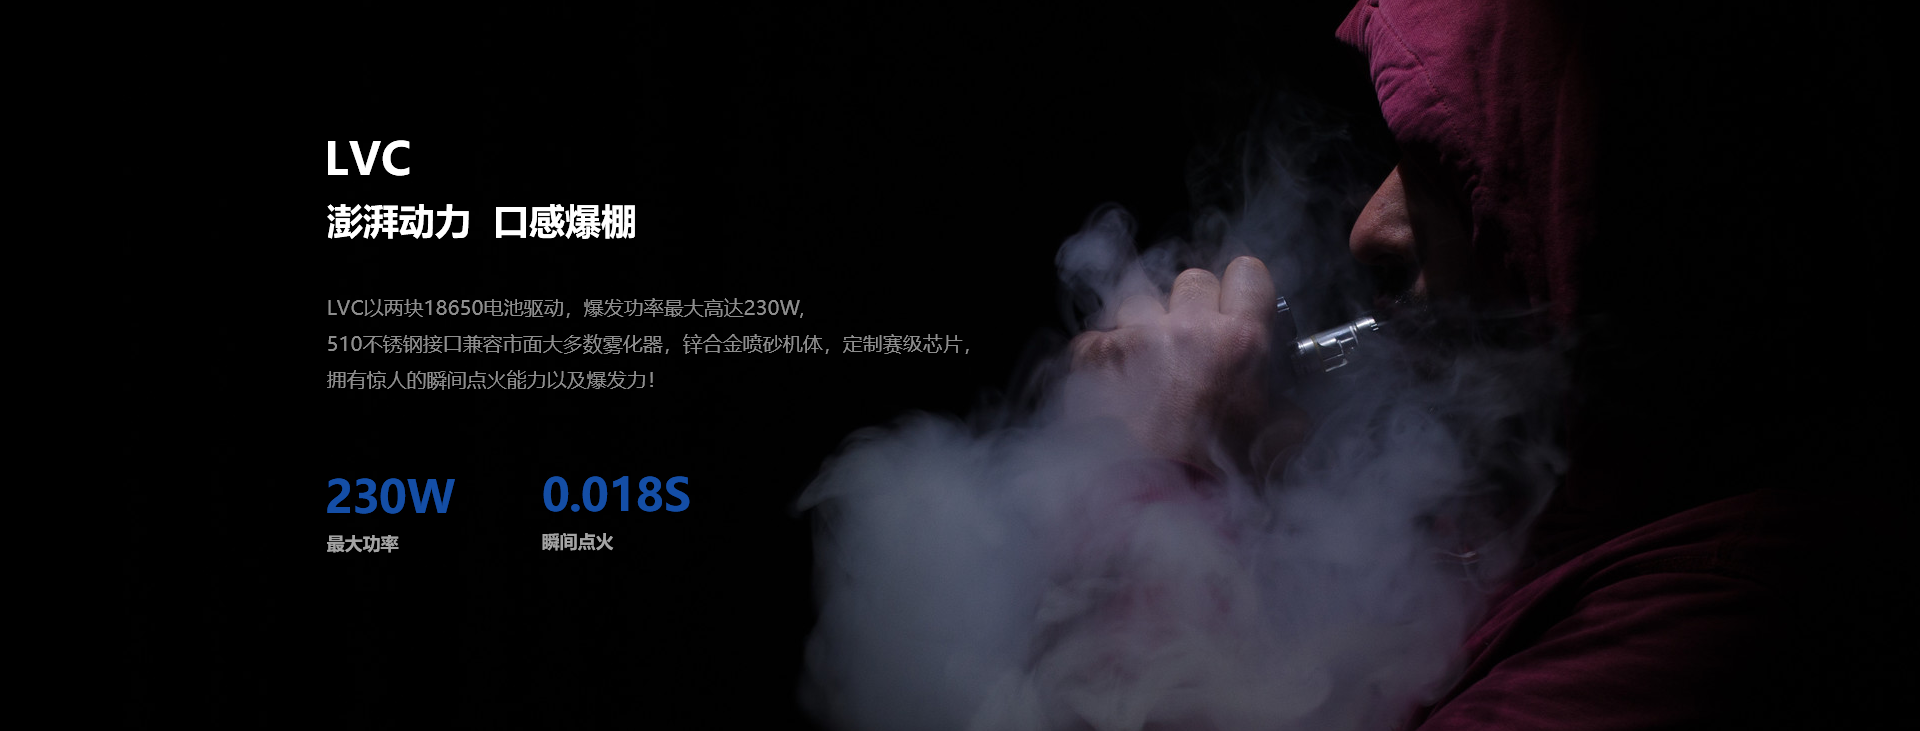 LVC
澎湃动力 口感爆棚
LVC以两块18650电池驱动，爆发功率最大高达230W,
510不锈钢接口兼容市面大多数雾化器，锌合金喷砂机体，定制赛级芯片，
拥有惊人的瞬间点火能力以及爆发力！
230W 0.018S
最大功率 瞬间点火